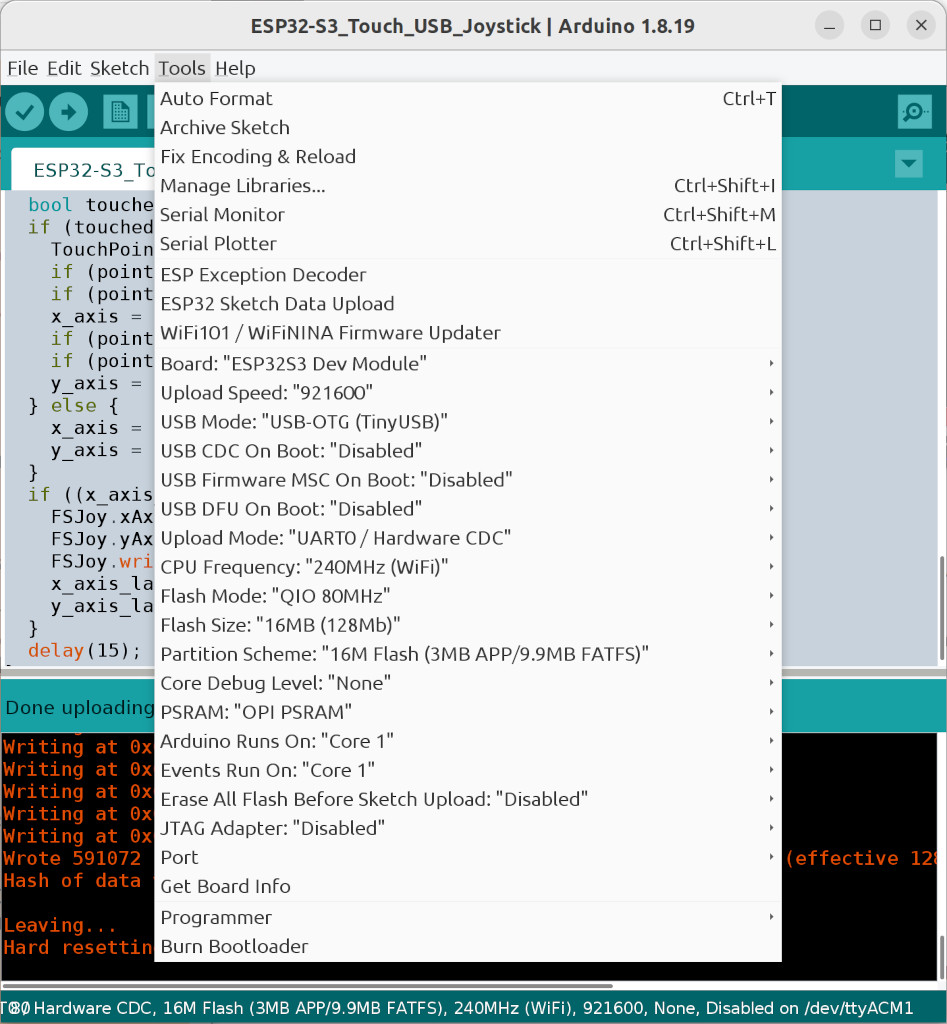 ESP32-S3_Touch_USB_Joystick | Arduino 1.8.19
File Edit Sketch Tools Help
Auto Format Ctrl+T
Archive Sketch
Fix Encoding & Reload
Manage Libraries... Ctrl+Shift+I
Serial Monitor Ctrl+Shift+M
Serial Plotter Ctrl+Shift+L
ESP Exception Decoder
ESP32 Sketch Data Upload
WiFi101 / WiFiNINA Firmware Updater
Board: "ESP32S3 Dev Module"
Upload Speed: "921600"
USB Mode: "USB-OTG (TinyUSB)"
USB CDC On Boot: "Disabled"
USB Firmware MSC On Boot: "Disabled"
USB DFU On Boot: "Disabled"
Upload Mode: "UART0 / Hardware CDC"
CPU Frequency: "240MHz (WiFi)"
Flash Mode: "QIO 80MHz"
Flash Size: "16MB (128Mb)"
Partition Scheme: "16M Flash (3MB APP/9.9MB FATFS)"
Core Debug Level: "None"
PSRAM: "OPI PSRAM"
Arduino Runs On: "Core 1"
Events Run On: "Core 1"
Erase All Flash Before Sketch Upload: "Disabled"
JTAG Adapter: "Disabled"
Port
Get Board Info
Programmer
Burn Bootloader
ESP32-S3_To
bool touche
if (touched
TouchPoin
if (point
if (point
x_axis =
if (point
if (point
y_axis =
} else {
x_axis =
y_axis =
}
if ((x_axis
FSJoy.xAx
FSJoy.yAx
FSJoy.wri
x_axis_la
y_axis_la
}
delay(15);
Done uploading
Writing at 0x
Writing at 0x
Writing at 0x
Writing at 0x
Writing at 0x
Wrote 591072 (effective 128
Hash of data
Leaving...
Hard resettin
Hardware CDC, 16M Flash (3MB APP/9.9MB FATFS), 240MHz (WiFi), 921600, None, Disabled on /dev/ttyACM1